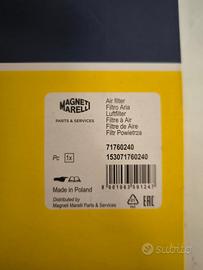 MAGNETI
MARELLI
PARTS & SERVICES
Air filter
Filtro Aria
Luftfilter
Filtre à Air
Filtre de Aire
Filtr Powietrza
Pc 1x
71760240
153071760240
Made in Poland
Distributed by
Magneti Marelli Parts & Services
EAC
subito